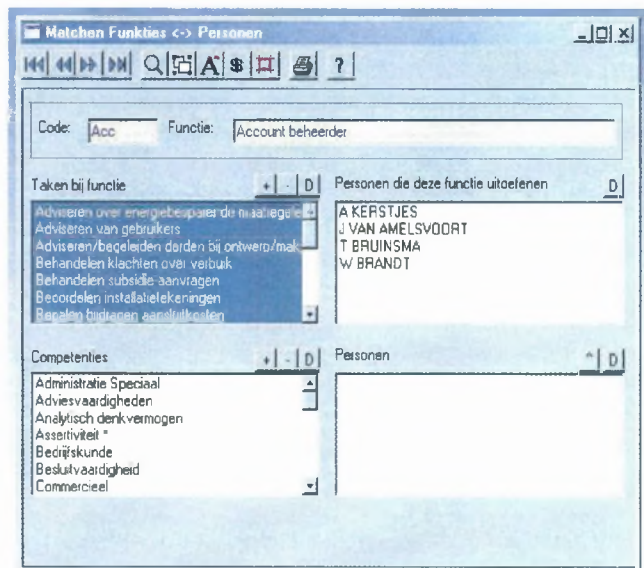 Matchen Funkties <-> Personen
A $ ?
Code: Acc Functie: Account beheerder
Taken bij functie + - D
Adviseren over energiebesparende maatregele
Adviseren van gebruikers
Adviseren/begeleiden derden bij ontwerp/mak
Behandelen klachten over verbuik
Behandelen subsidie aanvragen
Beoordelen installatietekeningen
Bepalen bijdragen aansluitkosten
Personen die deze functie uitoefenen D
A KERSTJES
J VAN AMELSVOORT
T BRUINSMA
W BRANDT
Competenties + - D
Administratie Speciaal
Adviesvaardigheden
Analytisch denkvermogen
Assertiviteit *
Bedrijfskunde
Besluitvaardigheid
Commercieel
Personen ^ D